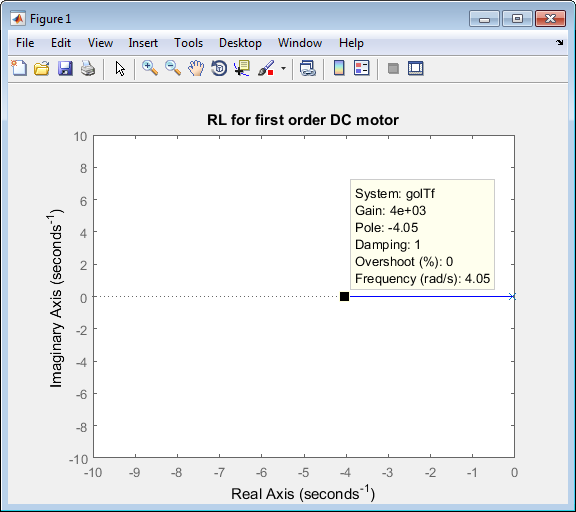 Figure 1
File Edit View Insert Tools Desktop Window Help
RL for first order DC motor
10
8
6
4
2
0
-2
-4
-6
-8
-10
Imaginary Axis (seconds-1)
System: golTf
Gain: 4e+03
Pole: -4.05
Damping: 1
Overshoot (%): 0
Frequency (rad/s): 4.05
-10 -9 -8 -7 -6 -5 -4 -3 -2 -1 0
Real Axis (seconds-1)